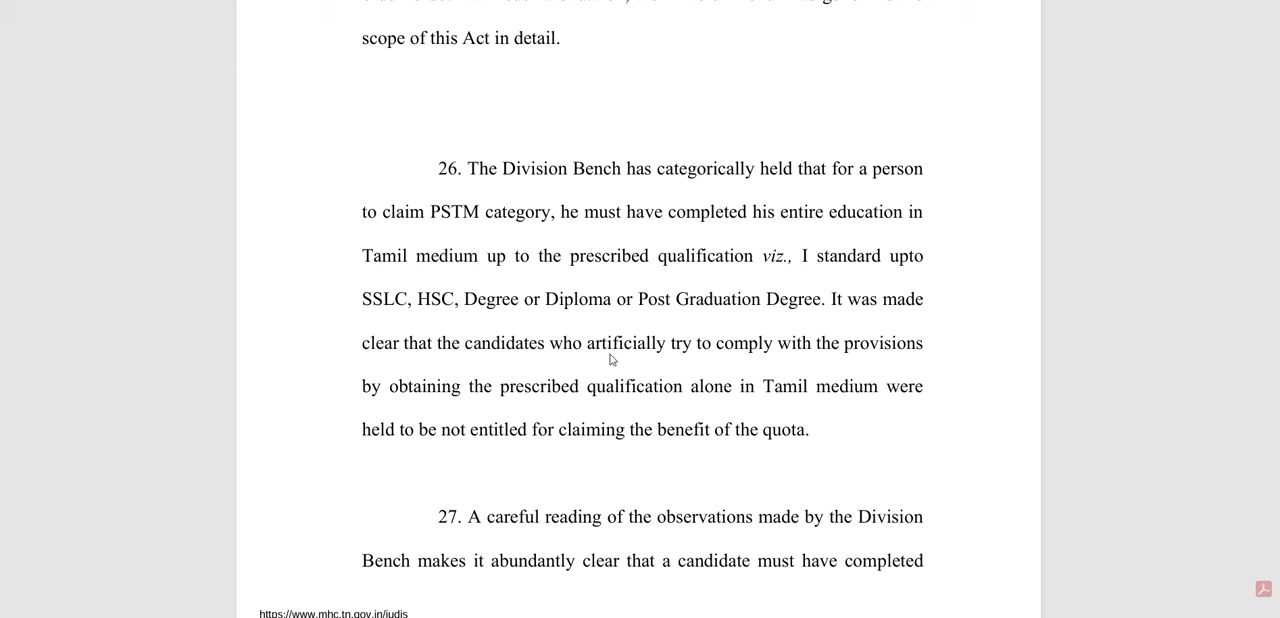 scope of this Act in detail.
26. The Division Bench has categorically held that for a person
to claim PSTM category, he must have completed his entire education in
Tamil medium up to the prescribed qualification viz., I standard upto
SSLC, HSC, Degree or Diploma or Post Graduation Degree. It was made
clear that the candidates who artificially try to comply with the provisions
by obtaining the prescribed qualification alone in Tamil medium were
held to be not entitled for claiming the benefit of the quota.
27. A careful reading of the observations made by the Division
Bench makes it abundantly clear that a candidate must have completed
https://www.mhc.tn.gov.in/judis